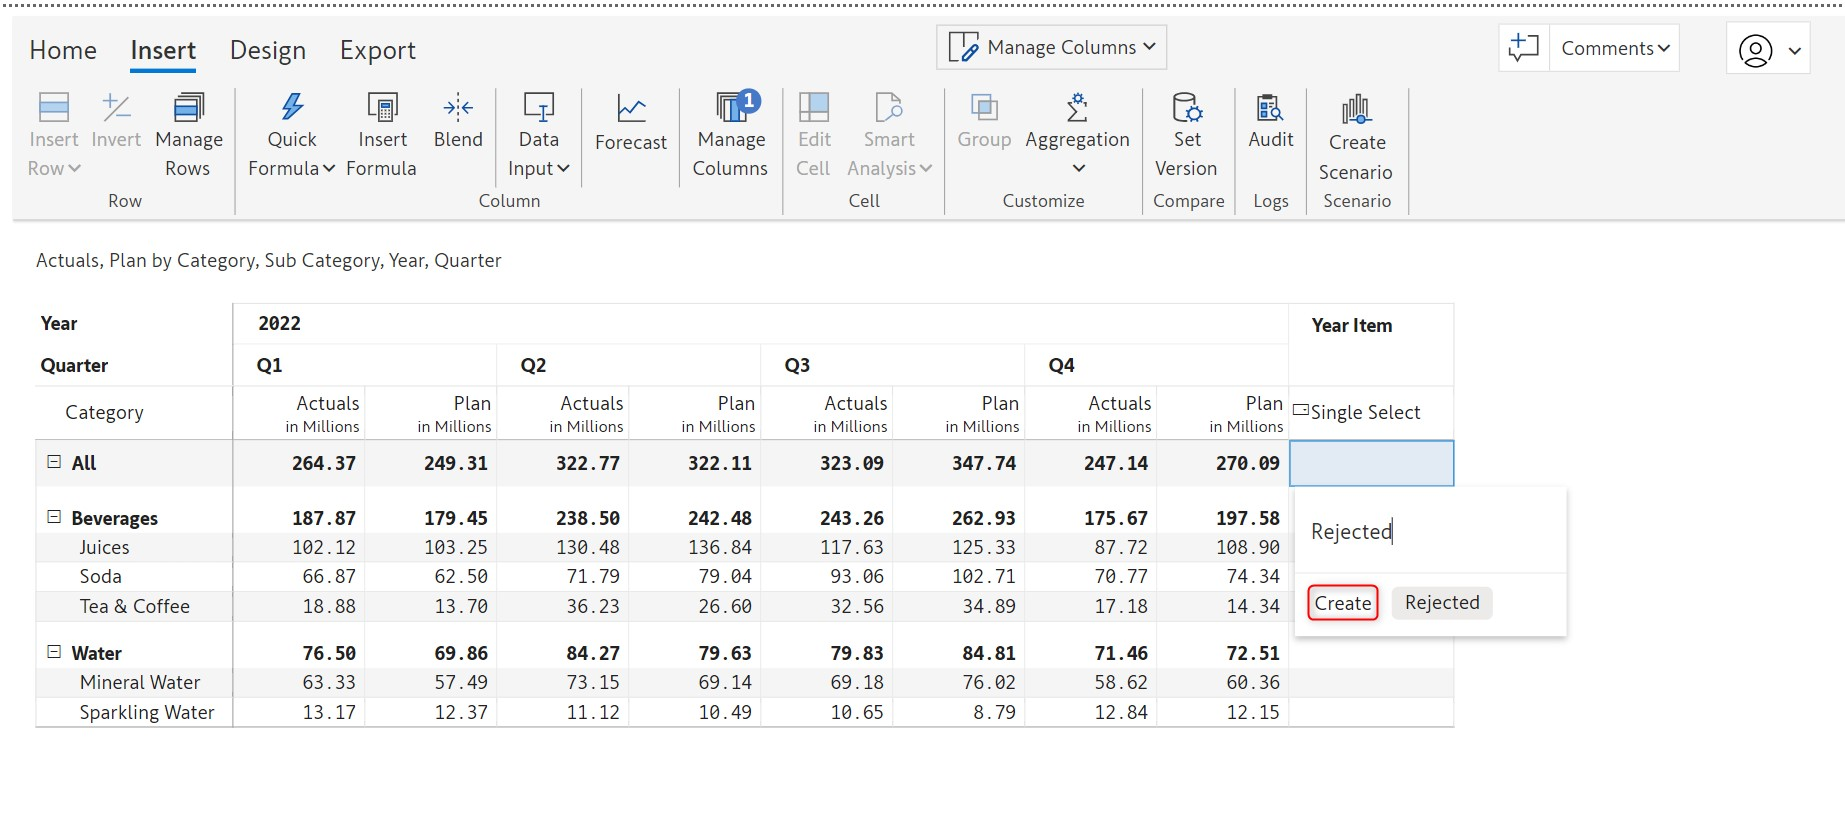 Home Insert Design Export Manage Columns Comments
Insert Row Invert Manage Rows Quick Formula Insert Formula Blend Data Input Forecast 1 Manage Columns Edit Cell Smart Analysis Group Aggregation Set Version Audit Create Scenario
Row Column Cell Customize Compare Logs Scenario
Actuals, Plan by Category, Sub Category, Year, Quarter
Year 2022 Year Item
Quarter Q1 Q2 Q3 Q4
Category Actuals in Millions Plan in Millions Actuals in Millions Plan in Millions Actuals in Millions Plan in Millions Actuals in Millions Plan in Millions Single Select
All 264.37 249.31 322.77 322.11 323.09 347.74 247.14 270.09
Beverages 187.87 179.45 238.50 242.48 243.26 262.93 175.67 197.58
Rejected
Juices 102.12 103.25 130.48 136.84 117.63 125.33 87.72 108.90
Soda 66.87 62.50 71.79 79.04 93.06 102.71 70.77 74.34
Tea & Coffee 18.88 13.70 36.23 26.60 32.56 34.89 17.18 14.34
Create Rejected
Water 76.50 69.86 84.27 79.63 79.83 84.81 71.46 72.51
Mineral Water 63.33 57.49 73.15 69.14 69.18 76.02 58.62 60.36
Sparkling Water 13.17 12.37 11.12 10.49 10.65 8.79 12.84 12.15